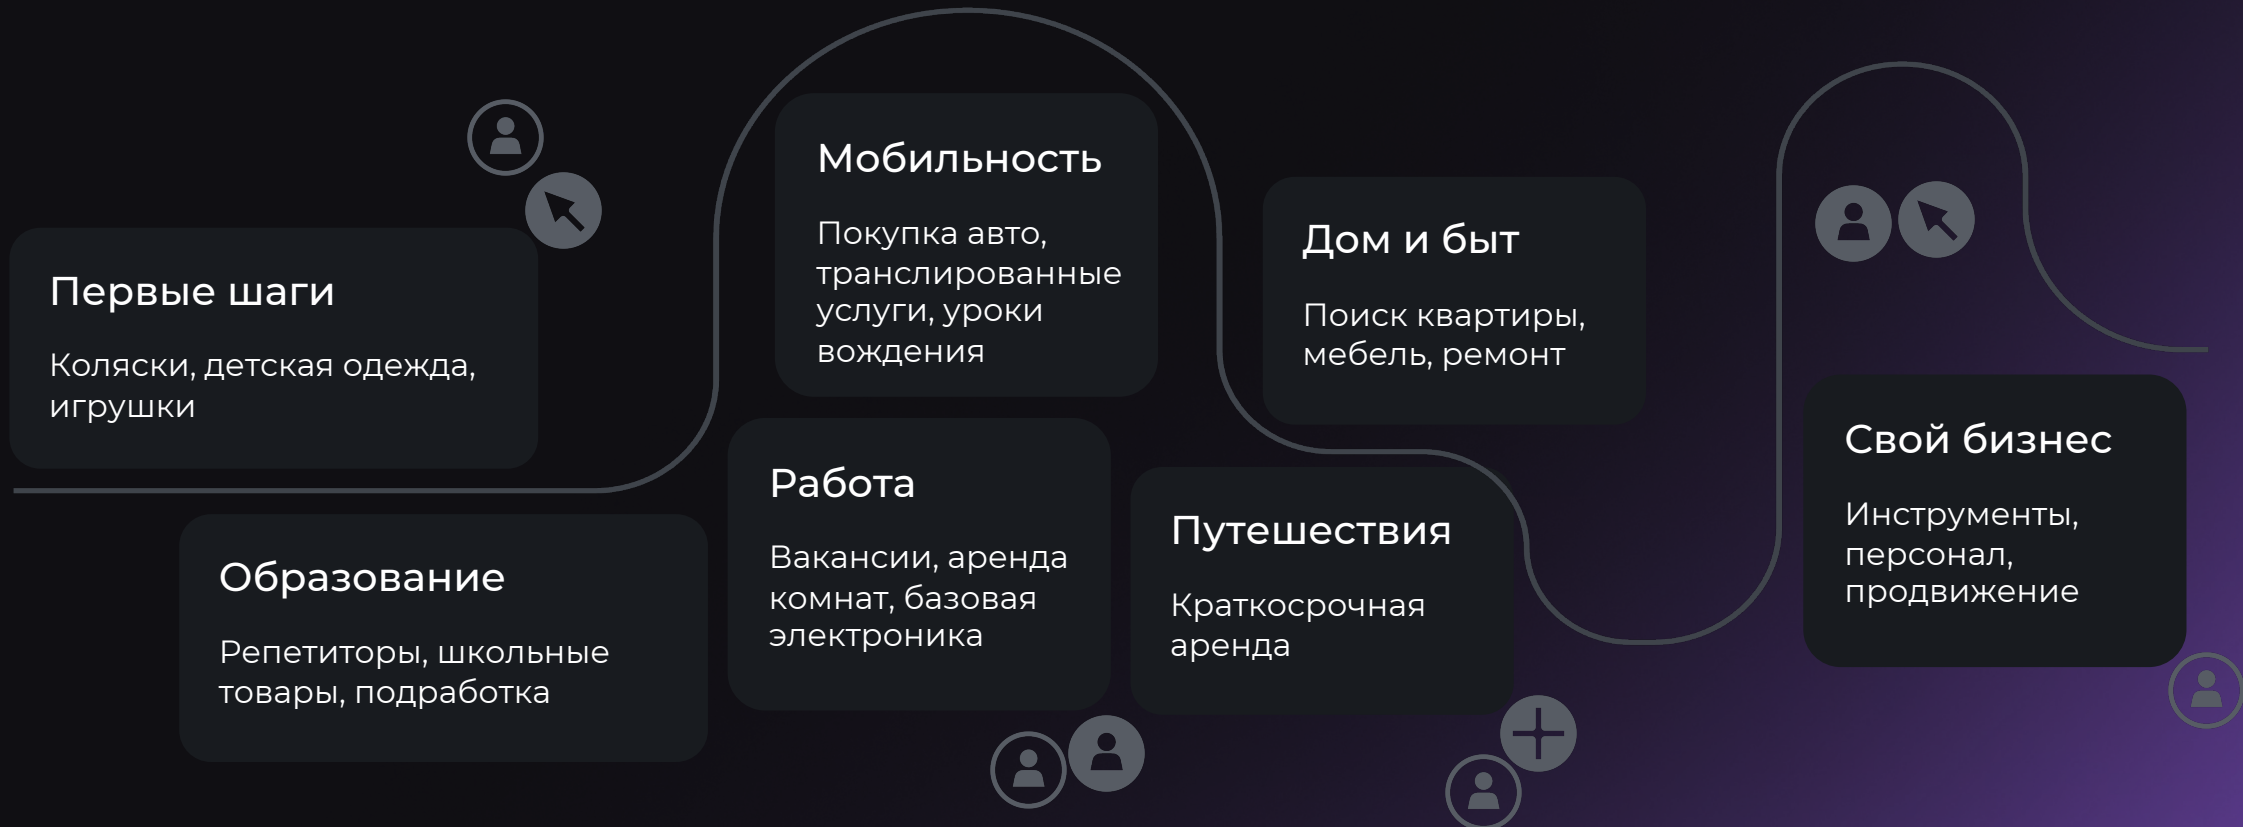 Первые шаги
Коляски, детская одежда,
игрушки
Образование
Репетиторы, школьные
товары, подработка
Мобильность
Покупка авто,
транслированные
услуги, уроки
вождения
Работа
Вакансии, аренда
комнат, базовая
электроника
Дом и быт
Поиск квартиры,
мебель, ремонт
Путешествия
Краткосрочная
аренда
Свой бизнес
Инструменты,
персонал,
продвижение